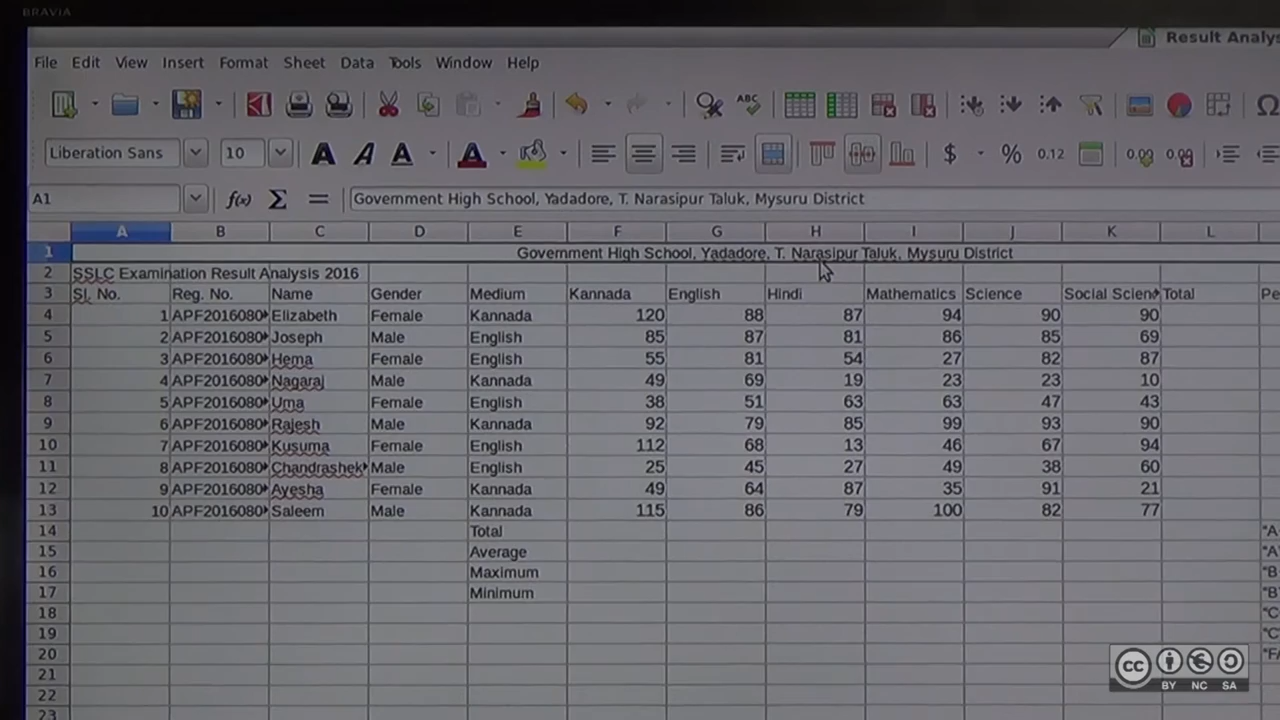 BRAVIA
Result Analys
File Edit View Insert Format Sheet Data Tools Window Help
Liberation Sans 10 $ % 0.12
A1 f(x) Σ = Government High School, Yadadore, T. Narasipur Taluk, Mysuru District
A B C D E F G H I J K L
1 Government High School, Yadadore, T. Narasipur Taluk, Mysuru District
2 SSLC Examination Result Analysis 2016
3 Sl. No. Reg. No. Name Gender Medium Kannada English Hindi Mathematics Science Social Scien Total Pe
4 1 APF2016080 Elizabeth Female Kannada 120 88 87 94 90 90
5 2 APF2016080 Joseph Male English 85 87 81 86 85 69
6 3 APF2016080 Hema Female English 55 81 54 27 82 87
7 4 APF2016080 Nagaraj Male Kannada 49 69 19 23 23 10
8 5 APF2016080 Uma Female English 38 51 63 63 47 43
9 6 APF2016080 Rajesh Male Kannada 92 79 85 99 93 90
10 7 APF2016080 Kusuma Female English 112 68 13 46 67 94
11 8 APF2016080 Chandrashek Male English 25 45 27 49 38 60
12 9 APF2016080 Ayesha Female Kannada 49 64 87 35 91 21
13 10 APF2016080 Saleem Male Kannada 115 86 79 100 82 77
14 Total "A
15 Average "A
16 Maximum "B
17 Minimum "B
18 "C
19 "C
20 "F
21
22
23
cc BY NC SA